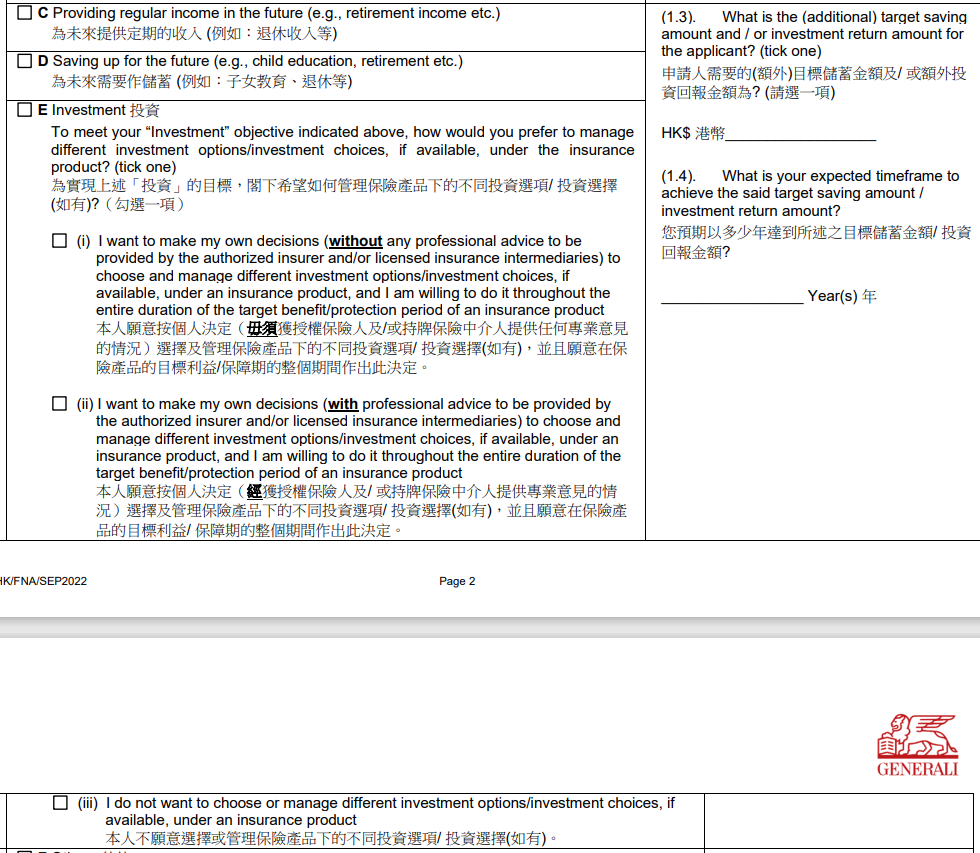 C Providing regular income in the future (e.g., retirement income etc.)
為未來提供定期的收入 (例如：退休收入等)
D Saving up for the future (e.g., child education, retirement etc.)
為未來需要作儲蓄 (例如：子女教育、退休等)
E Investment 投資
To meet your “Investment” objective indicated above, how would you prefer to manage
different investment options/investment choices, if available, under the insurance
product? (tick one)
為實現上述「投資」的目標，閣下希望如何管理保險產品下的不同投資選項/ 投資選擇
(如有)?（勾選一項）
(i) I want to make my own decisions (without any professional advice to be
provided by the authorized insurer and/or licensed insurance intermediaries) to
choose and manage different investment options/investment choices, if
available, under an insurance product, and I am willing to do it throughout the
entire duration of the target benefit/protection period of an insurance product
本人願意按個人決定（毋須獲授權保險人及/或持牌保險中介人提供任何專業意見
的情況）選擇及管理保險產品下的不同投資選項/ 投資選擇(如有)，並且願意在保
險產品的目標利益/保障期的整個期間作出此決定。
(ii) I want to make my own decisions (with professional advice to be provided by
the authorized insurer and/or licensed insurance intermediaries) to choose and
manage different investment options/investment choices, if available, under an
insurance product, and I am willing to do it throughout the entire duration of the
target benefit/protection period of an insurance product
本人願意按個人決定（經獲授權保險人及/ 或持牌保險中介人提供專業意見的情
況）選擇及管理保險產品下的不同投資選項/ 投資選擇(如有)，並且願意在保險產
品的目標利益/ 保障期的整個期間作出此決定。
(1.3). What is the (additional) target saving
amount and / or investment return amount for
the applicant? (tick one)
申請人需要的(額外)目標儲蓄金額及/ 或額外投
資回報金額為? (請選一項)
HK$ 港幣__________________
(1.4). What is your expected timeframe to
achieve the said target saving amount /
investment return amount?
您預期以多少年達到所述之目標儲蓄金額/ 投資
回報金額?
_________________ Year(s) 年
HK/FNA/SEP2022
Page 2
GENERALI
(iii) I do not want to choose or manage different investment options/investment choices, if
available, under an insurance product
本人不願意選擇或管理保險產品下的不同投資選項/ 投資選擇(如有)。